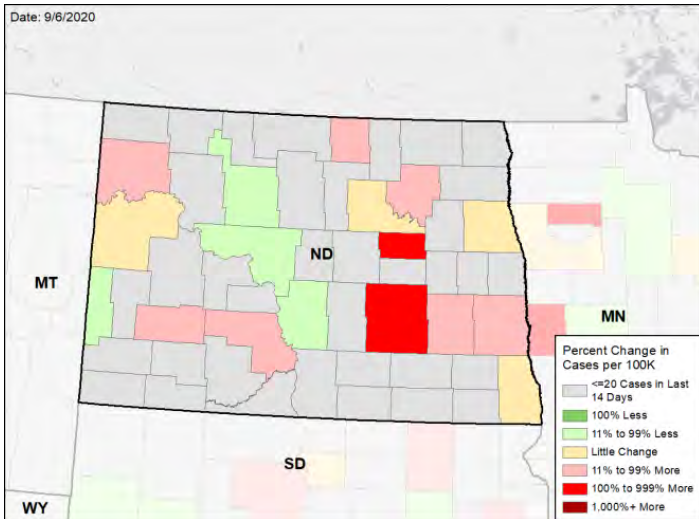 Date: 9/6/2020
ND
MT
MN
SD
WY
Percent Change in
Cases per 100K
<=20 Cases in Last
14 Days
100% Less
11% to 99% Less
Little Change
11% to 99% More
100% to 999% More
1,000%+ More